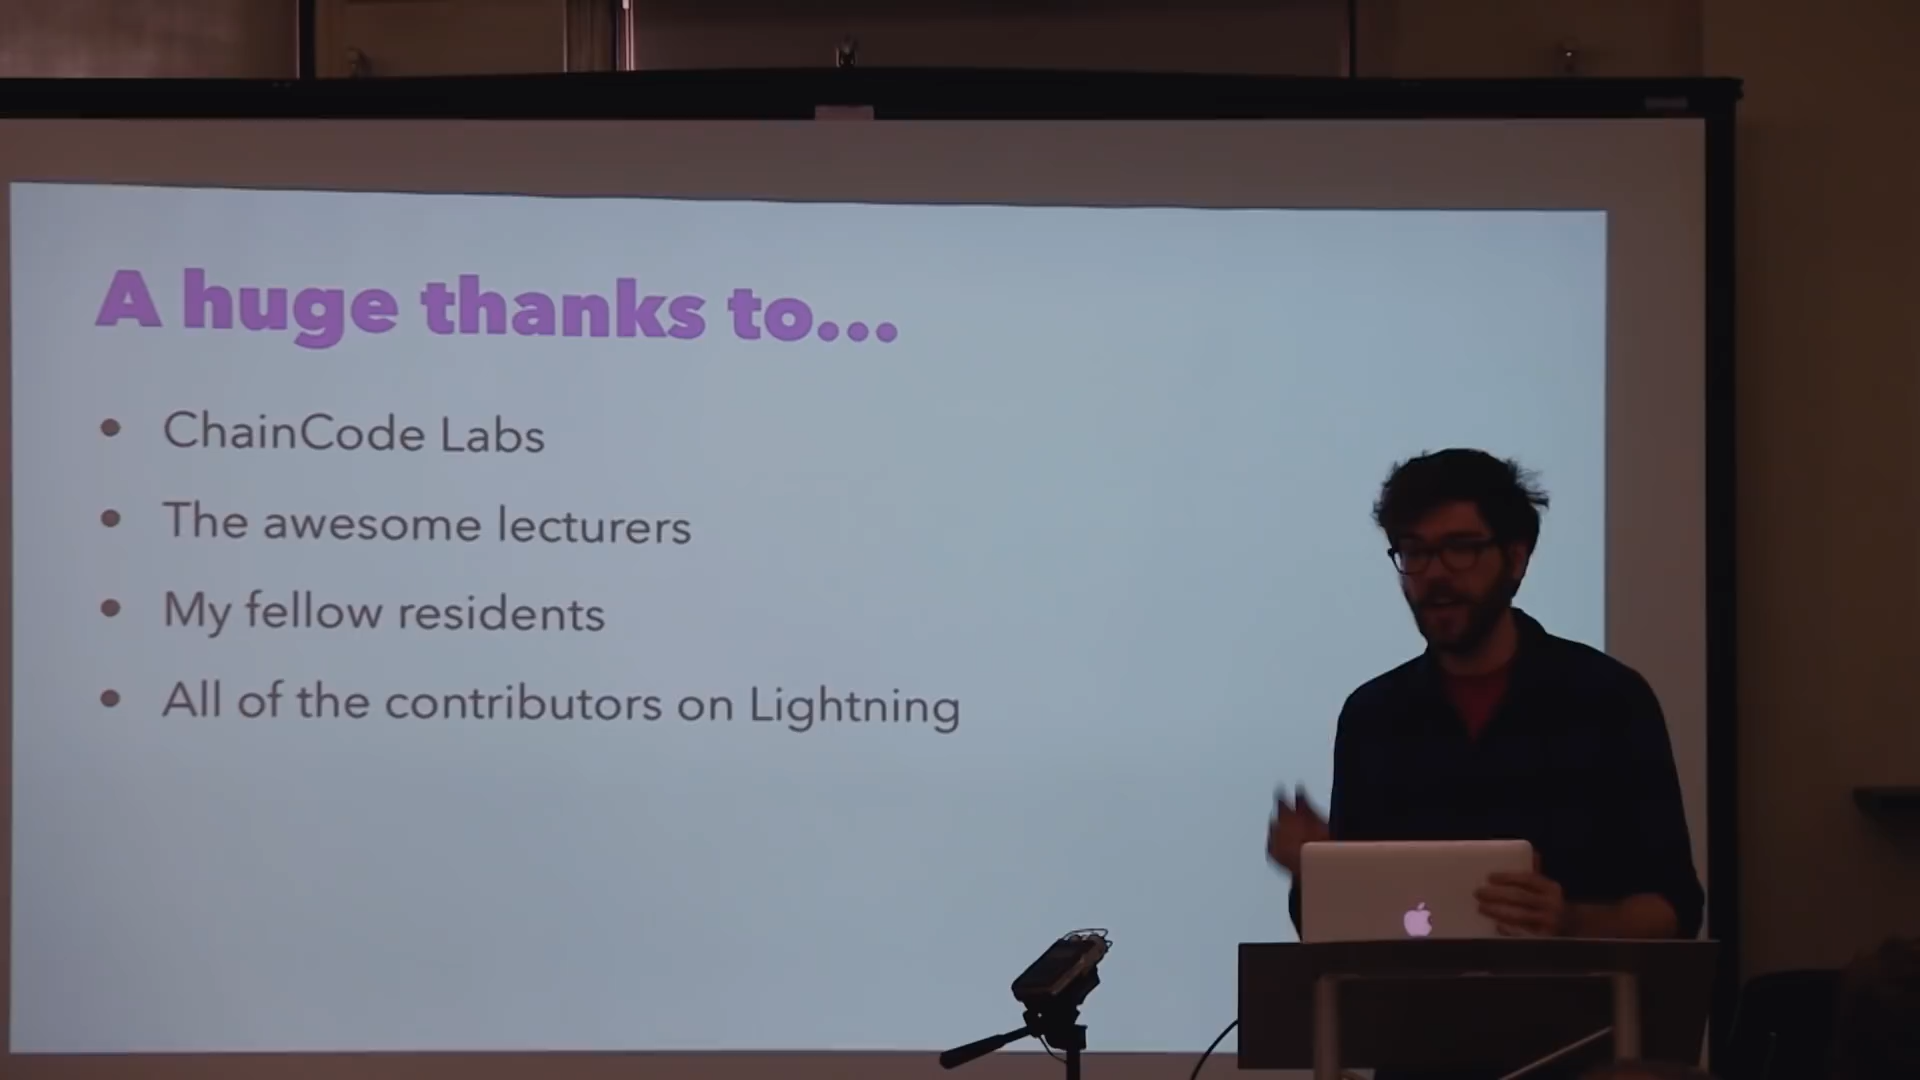 A huge thanks to...
• ChainCode Labs
• The awesome lecturers
• My fellow residents
• All of the contributors on Lightning